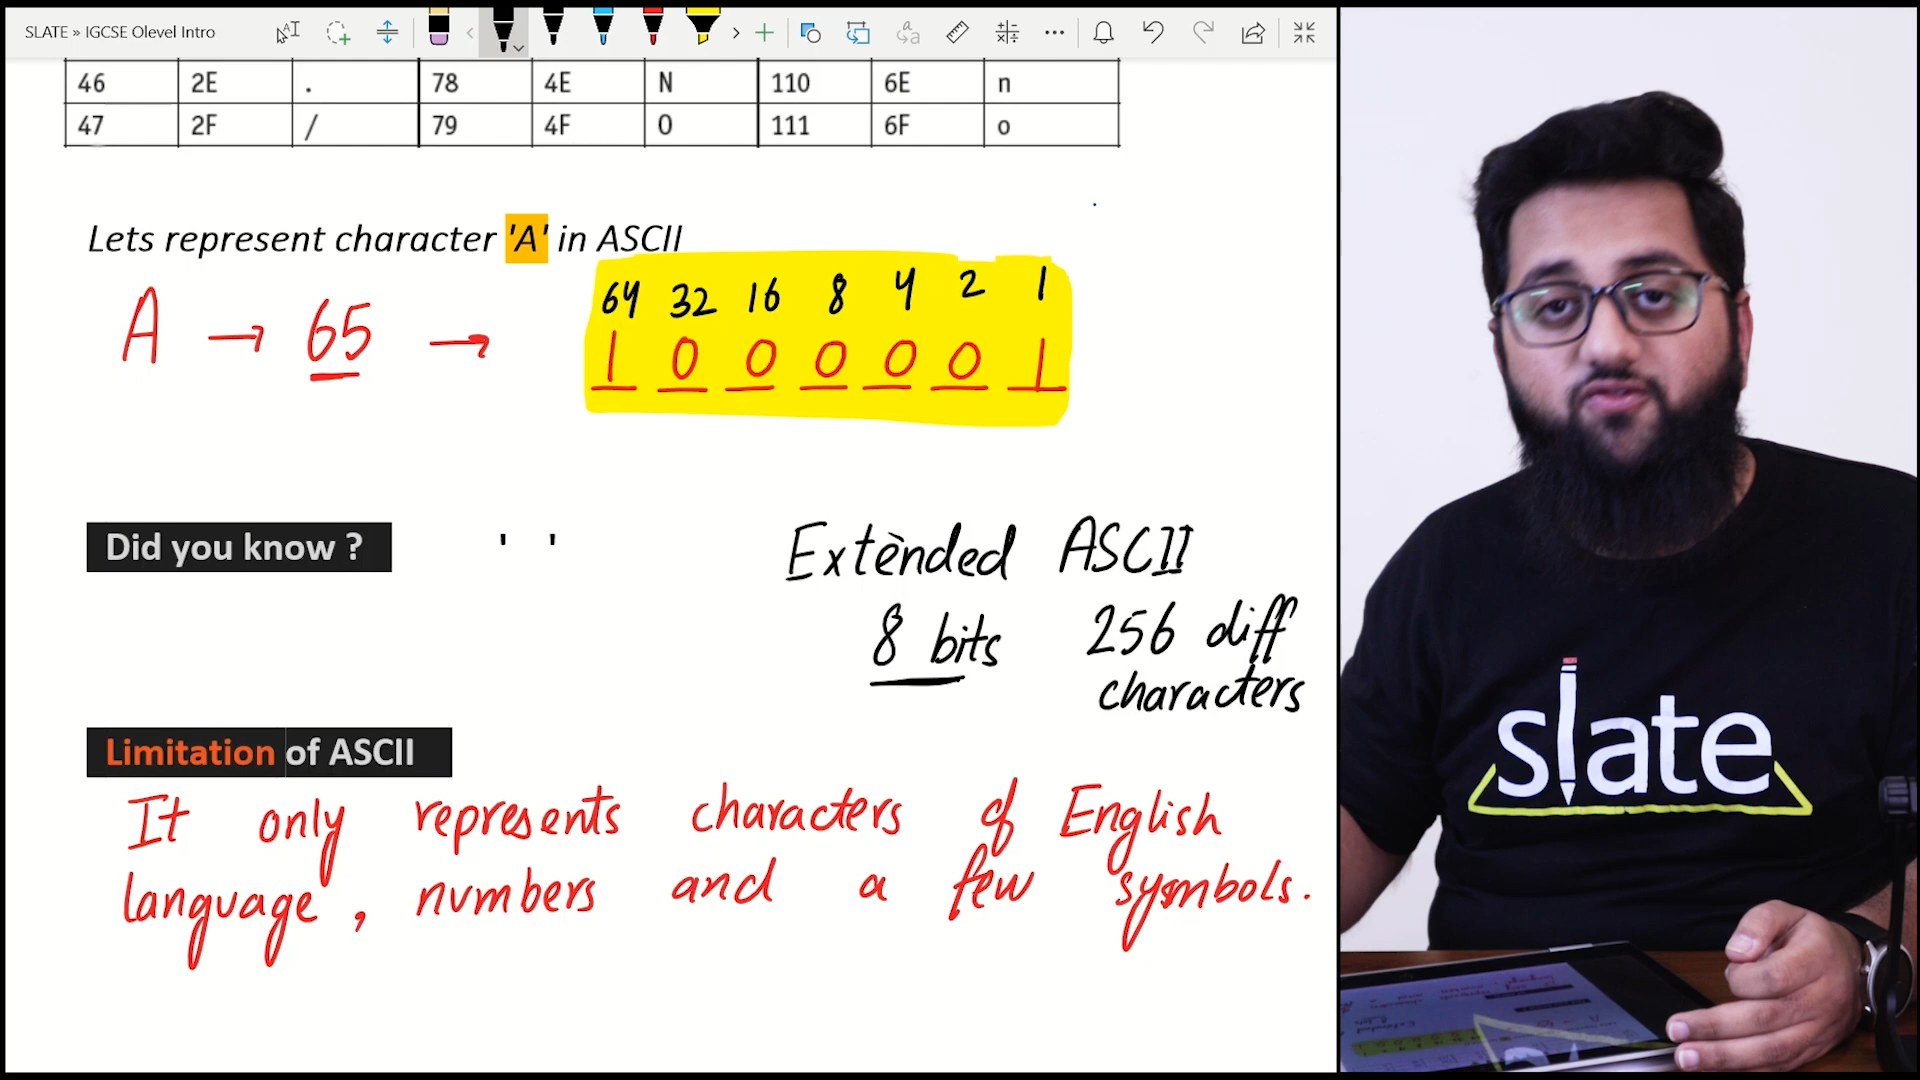 SLATE » IGCSE Olevel Intro
46 2E . 78 4E N 110 6E n
47 2F / 79 4F O 111 6F o
Lets represent character 'A' in ASCII
64 32 16 8 4 2 1
A → 65 → 1 0 0 0 0 0 1
Did you know ? ' '
Extended ASCII
8 bits 256 diff
characters
Limitation of ASCII
It only represents characters of English
language, numbers and a few symbols.
slate